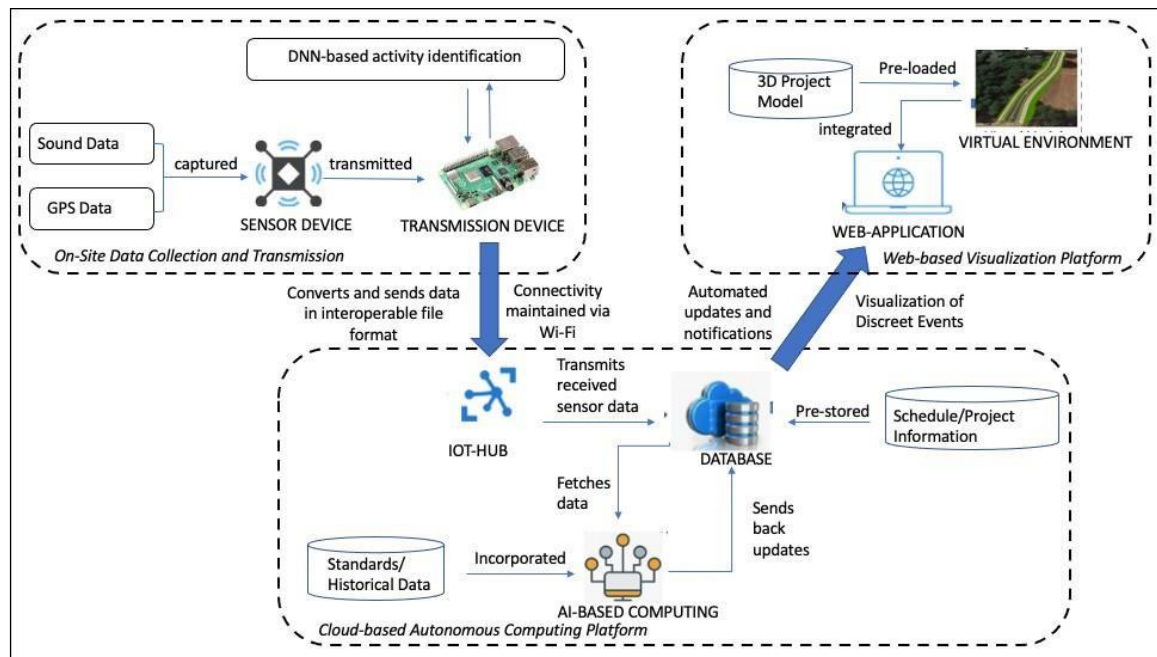 DNN-based activity identification
Sound Data
GPS Data
captured
SENSOR DEVICE
transmitted
TRANSMISSION DEVICE
On-Site Data Collection and Transmission
3D Project
Model
Pre-loaded
VIRTUAL ENVIRONMENT
integrated
WEB-APPLICATION
Web-based Visualization Platform
Converts and sends data
in interoperable file
format
Connectivity
maintained via
Wi-Fi
Automated
updates and
notifications
Visualization of
Discreet Events
IOT-HUB
Transmits
received
sensor data
DATABASE
Pre-stored
Schedule/Project
Information
Fetches
data
Sends
back
updates
Standards/
Historical Data
Incorporated
AI-BASED COMPUTING
Cloud-based Autonomous Computing Platform